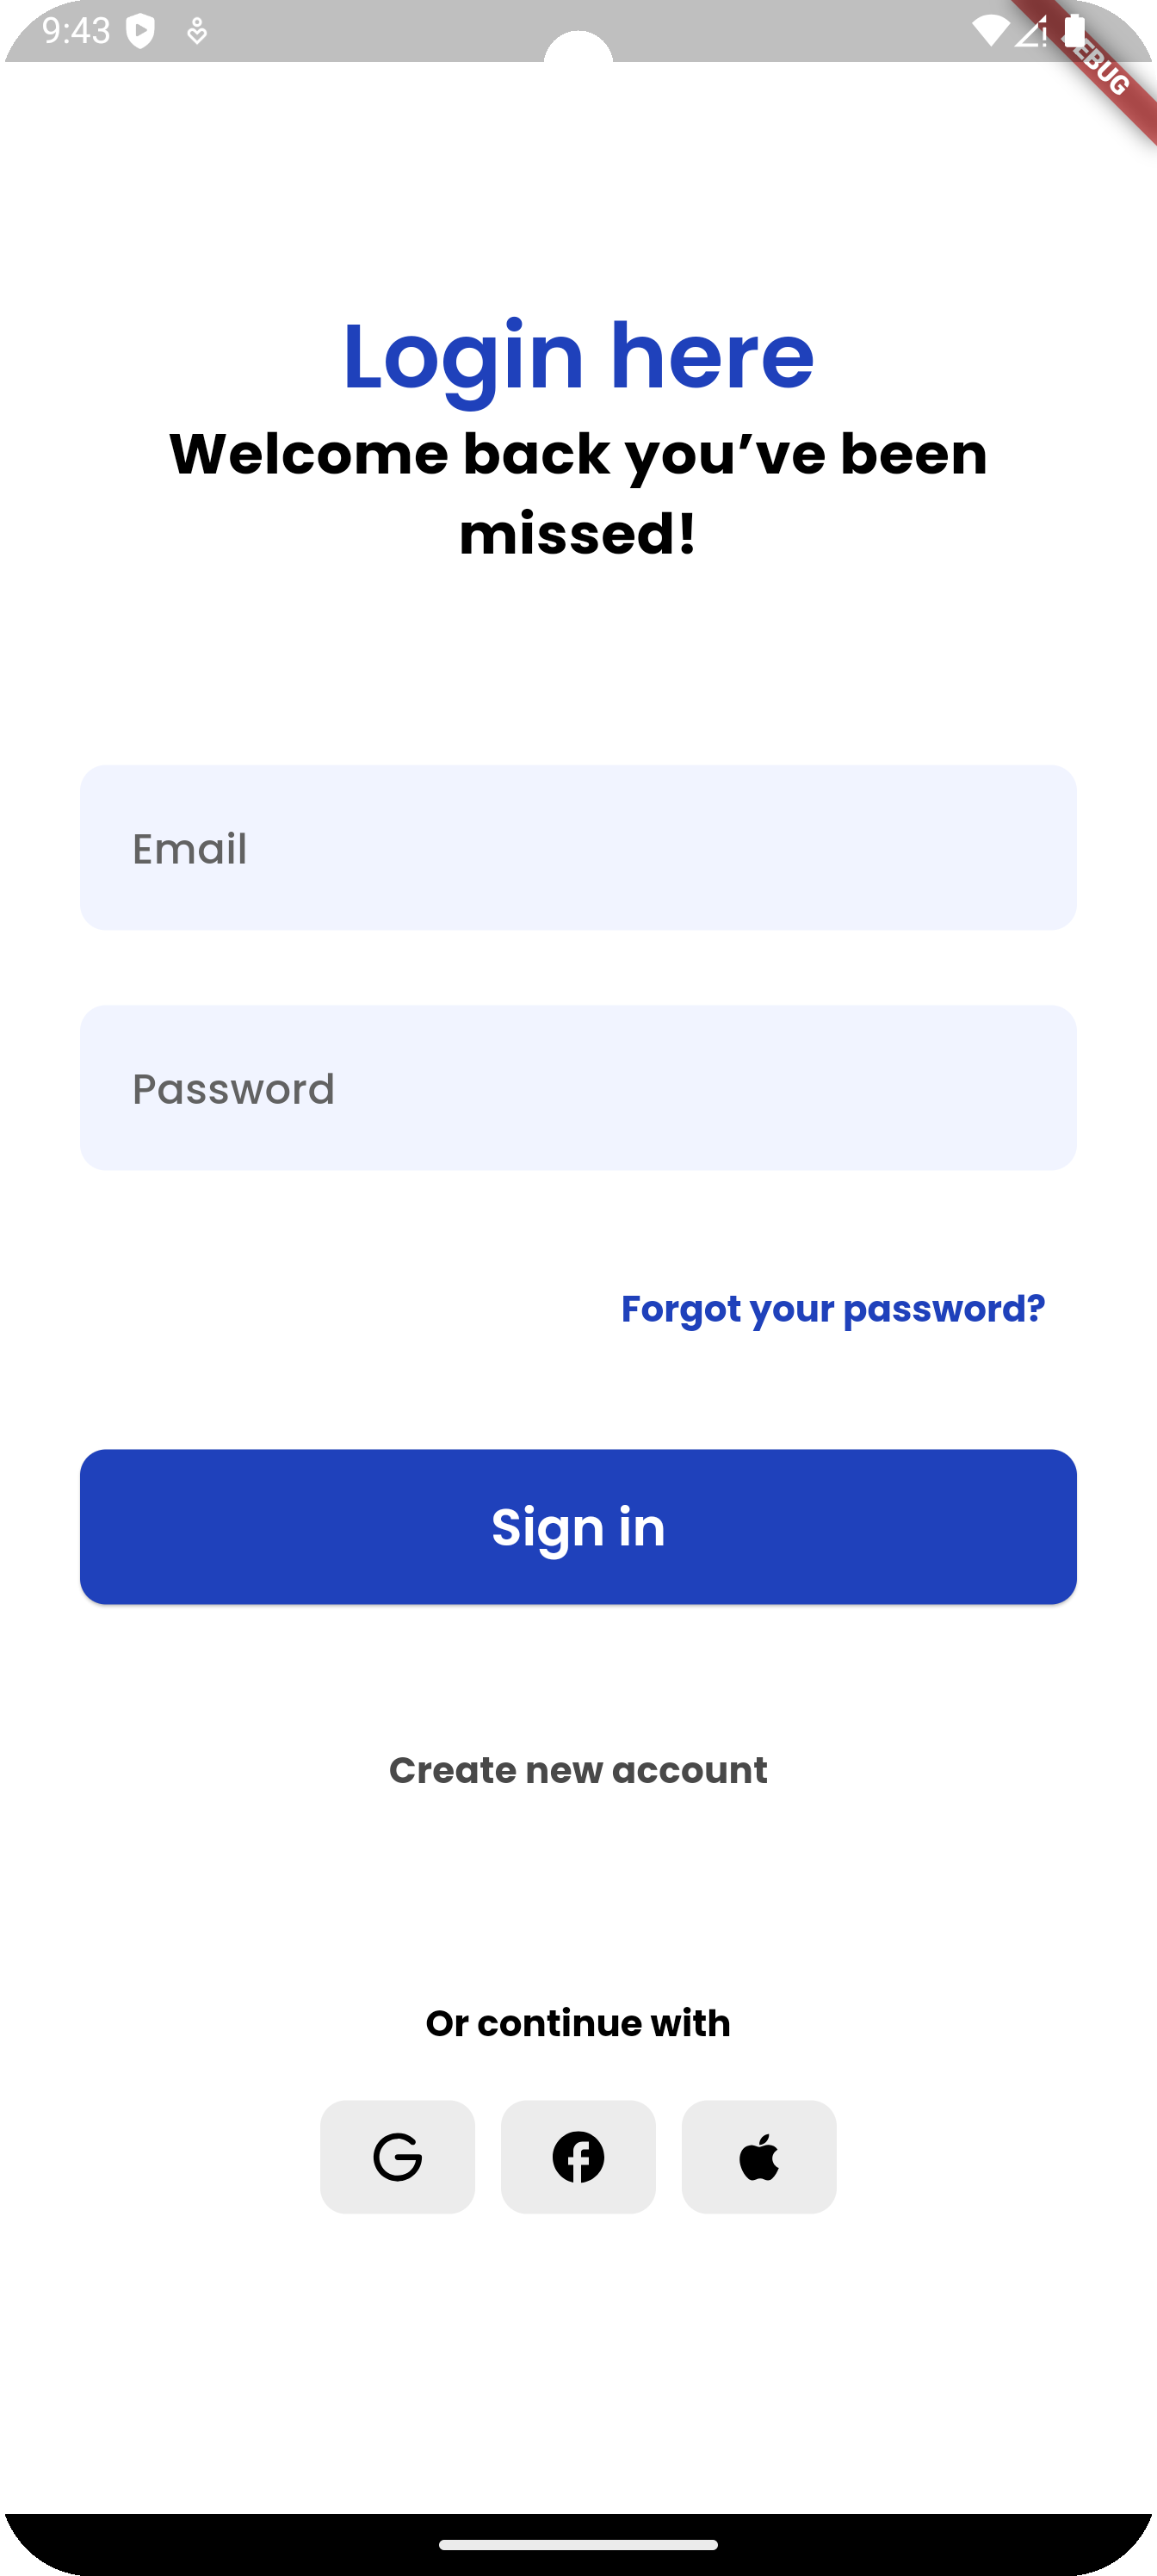 9:43
DEBUG
Login here
Welcome back you’ve been
missed!
Email
Password
Forgot your password?
Sign in
Create new account
Or continue with